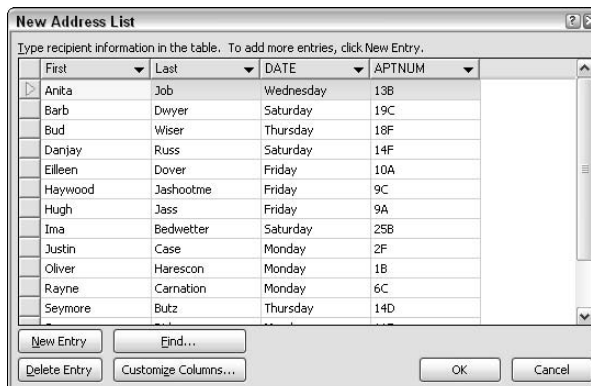 New Address List
Type recipient information in the table. To add more entries, click New Entry.
First Last DATE APTNUM
Anita Job Wednesday 13B
Barb Dwyer Saturday 19C
Bud Wiser Thursday 18F
Danjay Russ Saturday 14F
Eilleen Dover Friday 10A
Haywood Jashootme Friday 9C
Hugh Jass Friday 9A
Ima Bedwetter Saturday 25B
Justin Case Monday 2F
Oliver Harescon Monday 1B
Rayne Carnation Monday 6C
Seymore Butz Thursday 14D
New Entry Find...
Delete Entry Customize Columns... OK Cancel